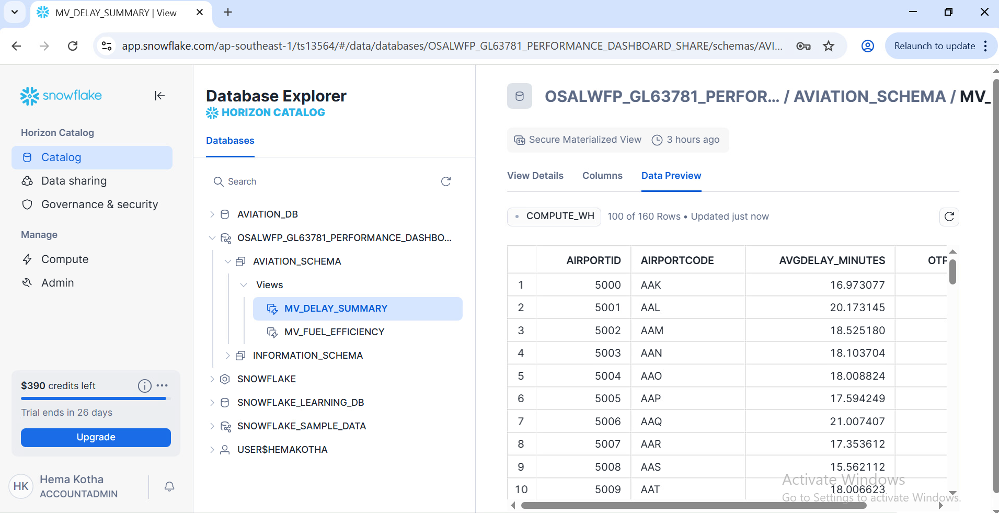 MV_DELAY_SUMMARY | View
app.snowflake.com/ap-southeast-1/ts13564/#/data/databases/OSALWFP_GL63781_PERFORMANCE_DASHBOARD_SHARE/schemas/AVI...
Relaunch to update
snowflake
Horizon Catalog
Catalog
Data sharing
Governance & security
Manage
Compute
Admin
$390 credits left
Trial ends in 26 days
Upgrade
HK
Hema Kotha
ACCOUNTADMIN
Database Explorer
HORIZON CATALOG
Databases
Search
AVIATION_DB
OSALWFP_GL63781_PERFORMANCE_DASHBO...
AVIATION_SCHEMA
Views
MV_DELAY_SUMMARY
MV_FUEL_EFFICIENCY
INFORMATION_SCHEMA
SNOWFLAKE
SNOWFLAKE_LEARNING_DB
SNOWFLAKE_SAMPLE_DATA
USER$HEMAKOTHA
OSALWFP_GL63781_PERFOR... / AVIATION_SCHEMA / MV_
Secure Materialized View 3 hours ago
View Details Columns Data Preview
COMPUTE_WH 100 of 160 Rows • Updated just now
AIRPORTID AIRPORTCODE AVGDELAY_MINUTES OTP
1 5000 AAK 16.973077
2 5001 AAL 20.173145
3 5002 AAM 18.525180
4 5003 AAN 18.103704
5 5004 AAO 18.008824
6 5005 AAP 17.594249
7 5006 AAQ 21.007407
8 5007 AAR 17.353612
9 5008 AAS 15.562112
10 5009 AAT 18.006623
Activate Windows
Go to Settings to activate Windows.